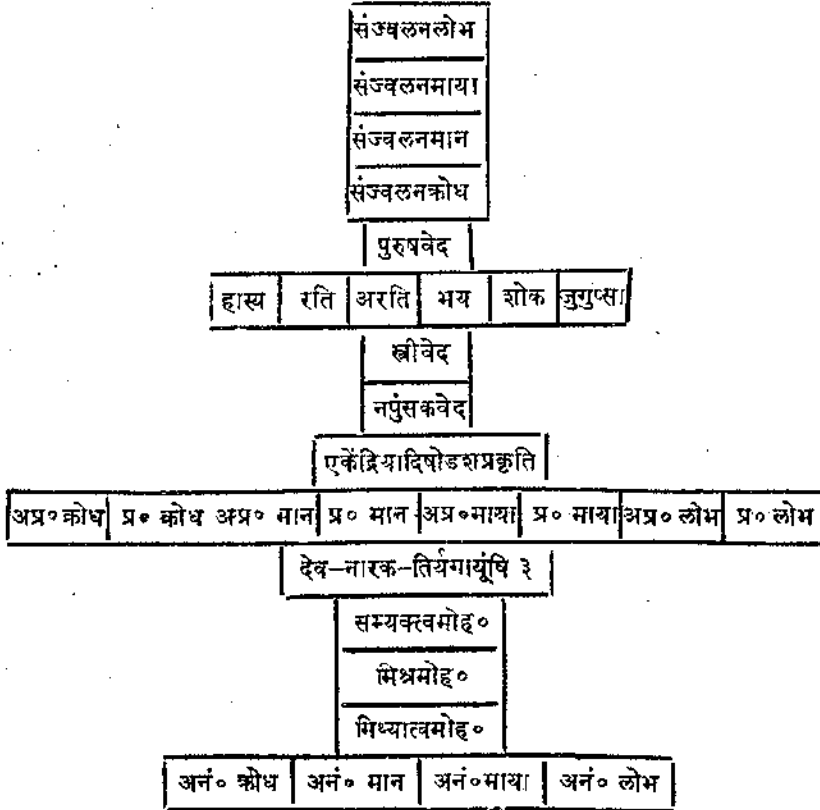 संज्वलनलोभ
संज्वलनमाया
संज्वलनमान
संज्वलनक्रोध
पुरुषवेद
हास्य रति अरति भय शोक जुगुप्सा
स्त्रीवेद
नपुंसकवेद
एकेंद्रियादिषोडशप्रकृति
अप्र० क्रोध प्र० क्रोध अप्र० मान प्र० मान अप्र०माया प्र० माया अप्र० लोभ प्र० लोभ
देव-नारक-तिर्यगायूंषि ३
सम्यक्त्वमोह०
मिश्रमोह०
मिथ्यात्वमोह०
अनं० क्रोध अनं० मान अनं०माया अनं० लोभ